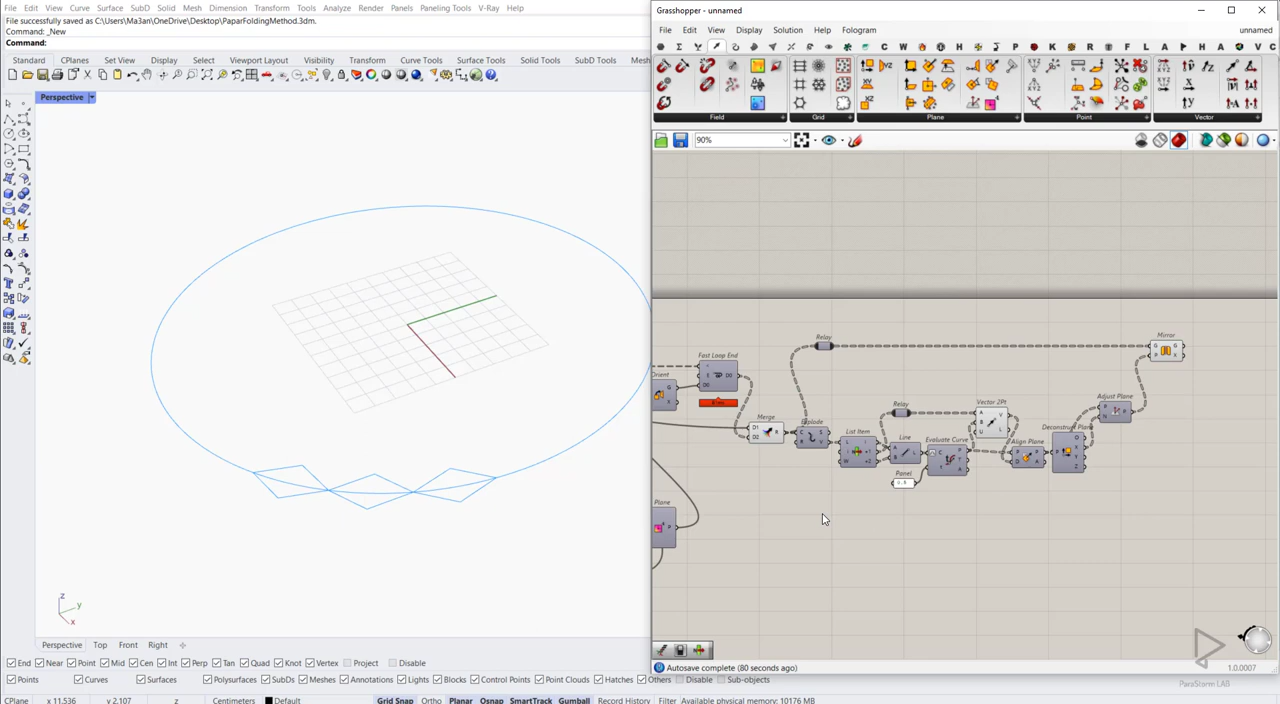 File Edit View Curve Surface SubD Solid Mesh Dimension Transform Tools Analyze Render Panels Paneling Tools V-Ray Help
File successfully saved as C:\Users\Ma3an\OneDrive\Desktop\PaparFoldingMethod.3dm.
Command: _New
Command:
Standard CPlanes Set View Display Select Viewport Layout Visibility Transform Curve Tools Surface Tools Solid Tools SubD Tools Mesh
Perspective
z
y
x
Perspective Top Front Right
End Near Point Mid Cen Int Perp Tan Quad Knot Vertex Project Disable
Points Curves Surfaces Polysurfaces SubDs Meshes Annotations Lights Blocks Control Points Point Clouds Hatches Others Disable Sub-objects
CPlane x 11.536 y 2.107 z Centimeters Default Grid Snap Ortho Planar Osnap SmartTrack Gumball Record History Filter Available physical memory: 10176 MB
Grasshopper - unnamed
File Edit View Display Solution Help Fologram
unnamed
Field Grid Plane Point Vector
90%
Relay
Mirror
G
P
G
X
Fast Loop End
Orient
Merge
D1
D2
R
Explode
List Item
Line
Relay
Vector 2Pt
Evaluate Curve
Panel
0.5
Align Plane
Deconstruct Plane
Adjust Plane
Plane
Autosave complete (80 seconds ago)
1.0.0007
ParaStorm LAB